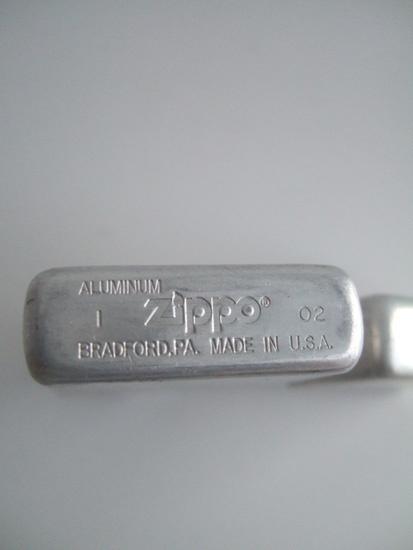 ALUMINUM
I Zippo® 02
BRADFORD,PA. MADE IN U.S.A.